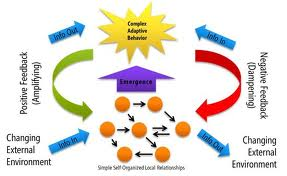 Complex
Adaptive
Behavior
Info Out
Info In
Positive Feedback
(Amplifying)
Emergence
Negative Feedback
(Dampening)
Changing
External
Environment
Info In
Info Out
Changing
External
Environment
Simple Self-Organized Local Relationships